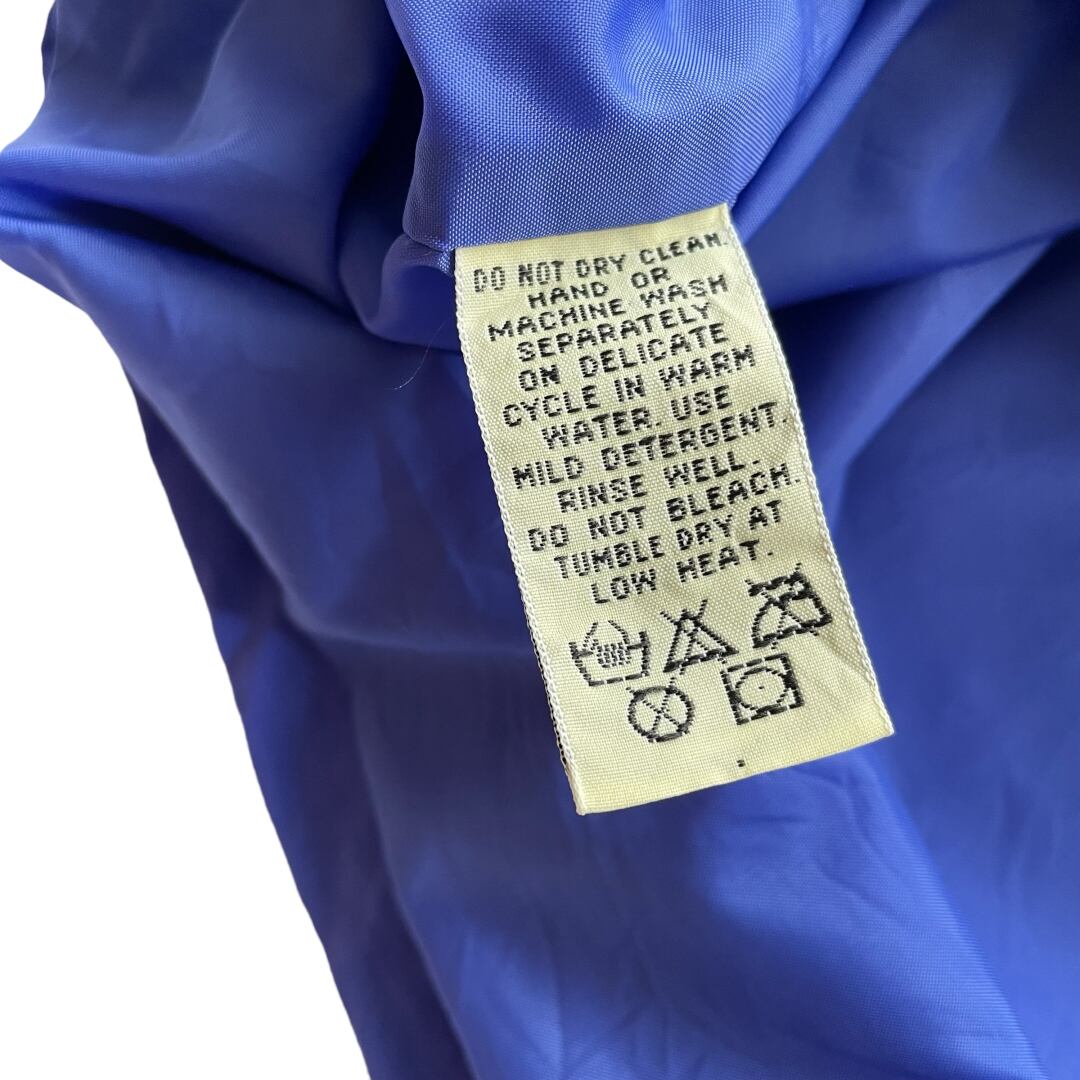 DO NOT DRY CLEAN.
HAND OR
MACHINE WASH
SEPARATELY
ON DELICATE
CYCLE IN WARM
WATER. USE
MILD DETERGENT.
RINSE WELL.
DO NOT BLEACH.
TUMBLE DRY AT
LOW HEAT.